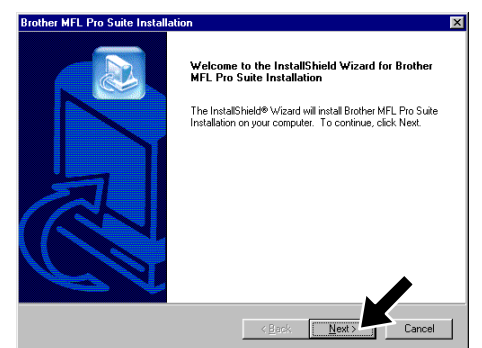 Brother MFL Pro Suite Installation
Welcome to the InstallShield Wizard for Brother
MFL Pro Suite Installation
The InstallShield® Wizard will install Brother MFL Pro Suite
Installation on your computer. To continue, click Next.
< Back Next > Cancel